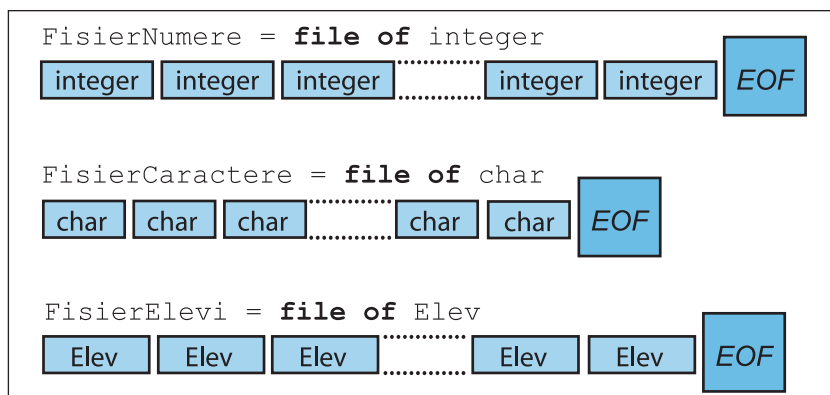 FisierNumere = file of integer
integer integer integer integer integer EOF
FisierCaractere = file of char
char char char char char EOF
FisierElevi = file of Elev
Elev Elev Elev Elev Elev EOF